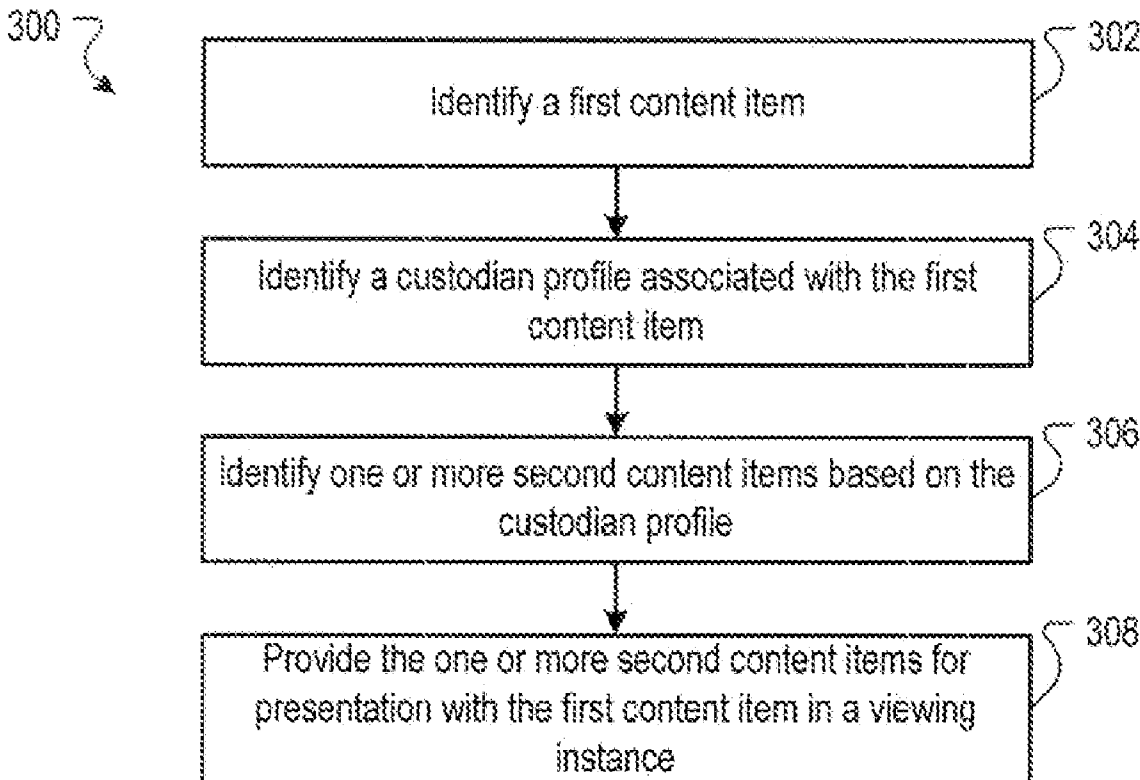 300
302
Identify a first content item
304
Identify a custodian profile associated with the first
content item
306
Identify one or more second content items based on the
custodian profile
308
Provide the one or more second content items for
presentation with the first content item in a viewing
instance